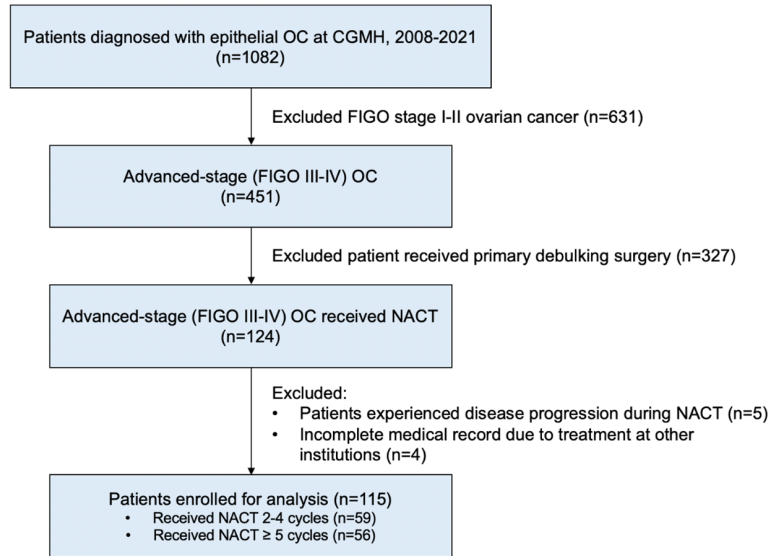 Patients diagnosed with epithelial OC at CGMH, 2008-2021
(n=1082)
Excluded FIGO stage I-II ovarian cancer (n=631)
Advanced-stage (FIGO III-IV) OC
(n=451)
Excluded patient received primary debulking surgery (n=327)
Advanced-stage (FIGO III-IV) OC received NACT
(n=124)
Excluded:
• Patients experienced disease progression during NACT (n=5)
• Incomplete medical record due to treatment at other
institutions (n=4)
Patients enrolled for analysis (n=115)
• Received NACT 2-4 cycles (n=59)
• Received NACT ≥ 5 cycles (n=56)